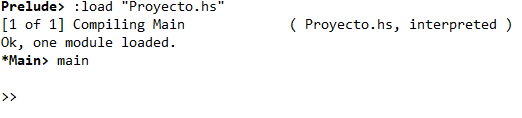 Prelude> :load "Proyecto.hs"
[1 of 1] Compiling Main             ( Proyecto.hs, interpreted )
Ok, one module loaded.
*Main> main
>>